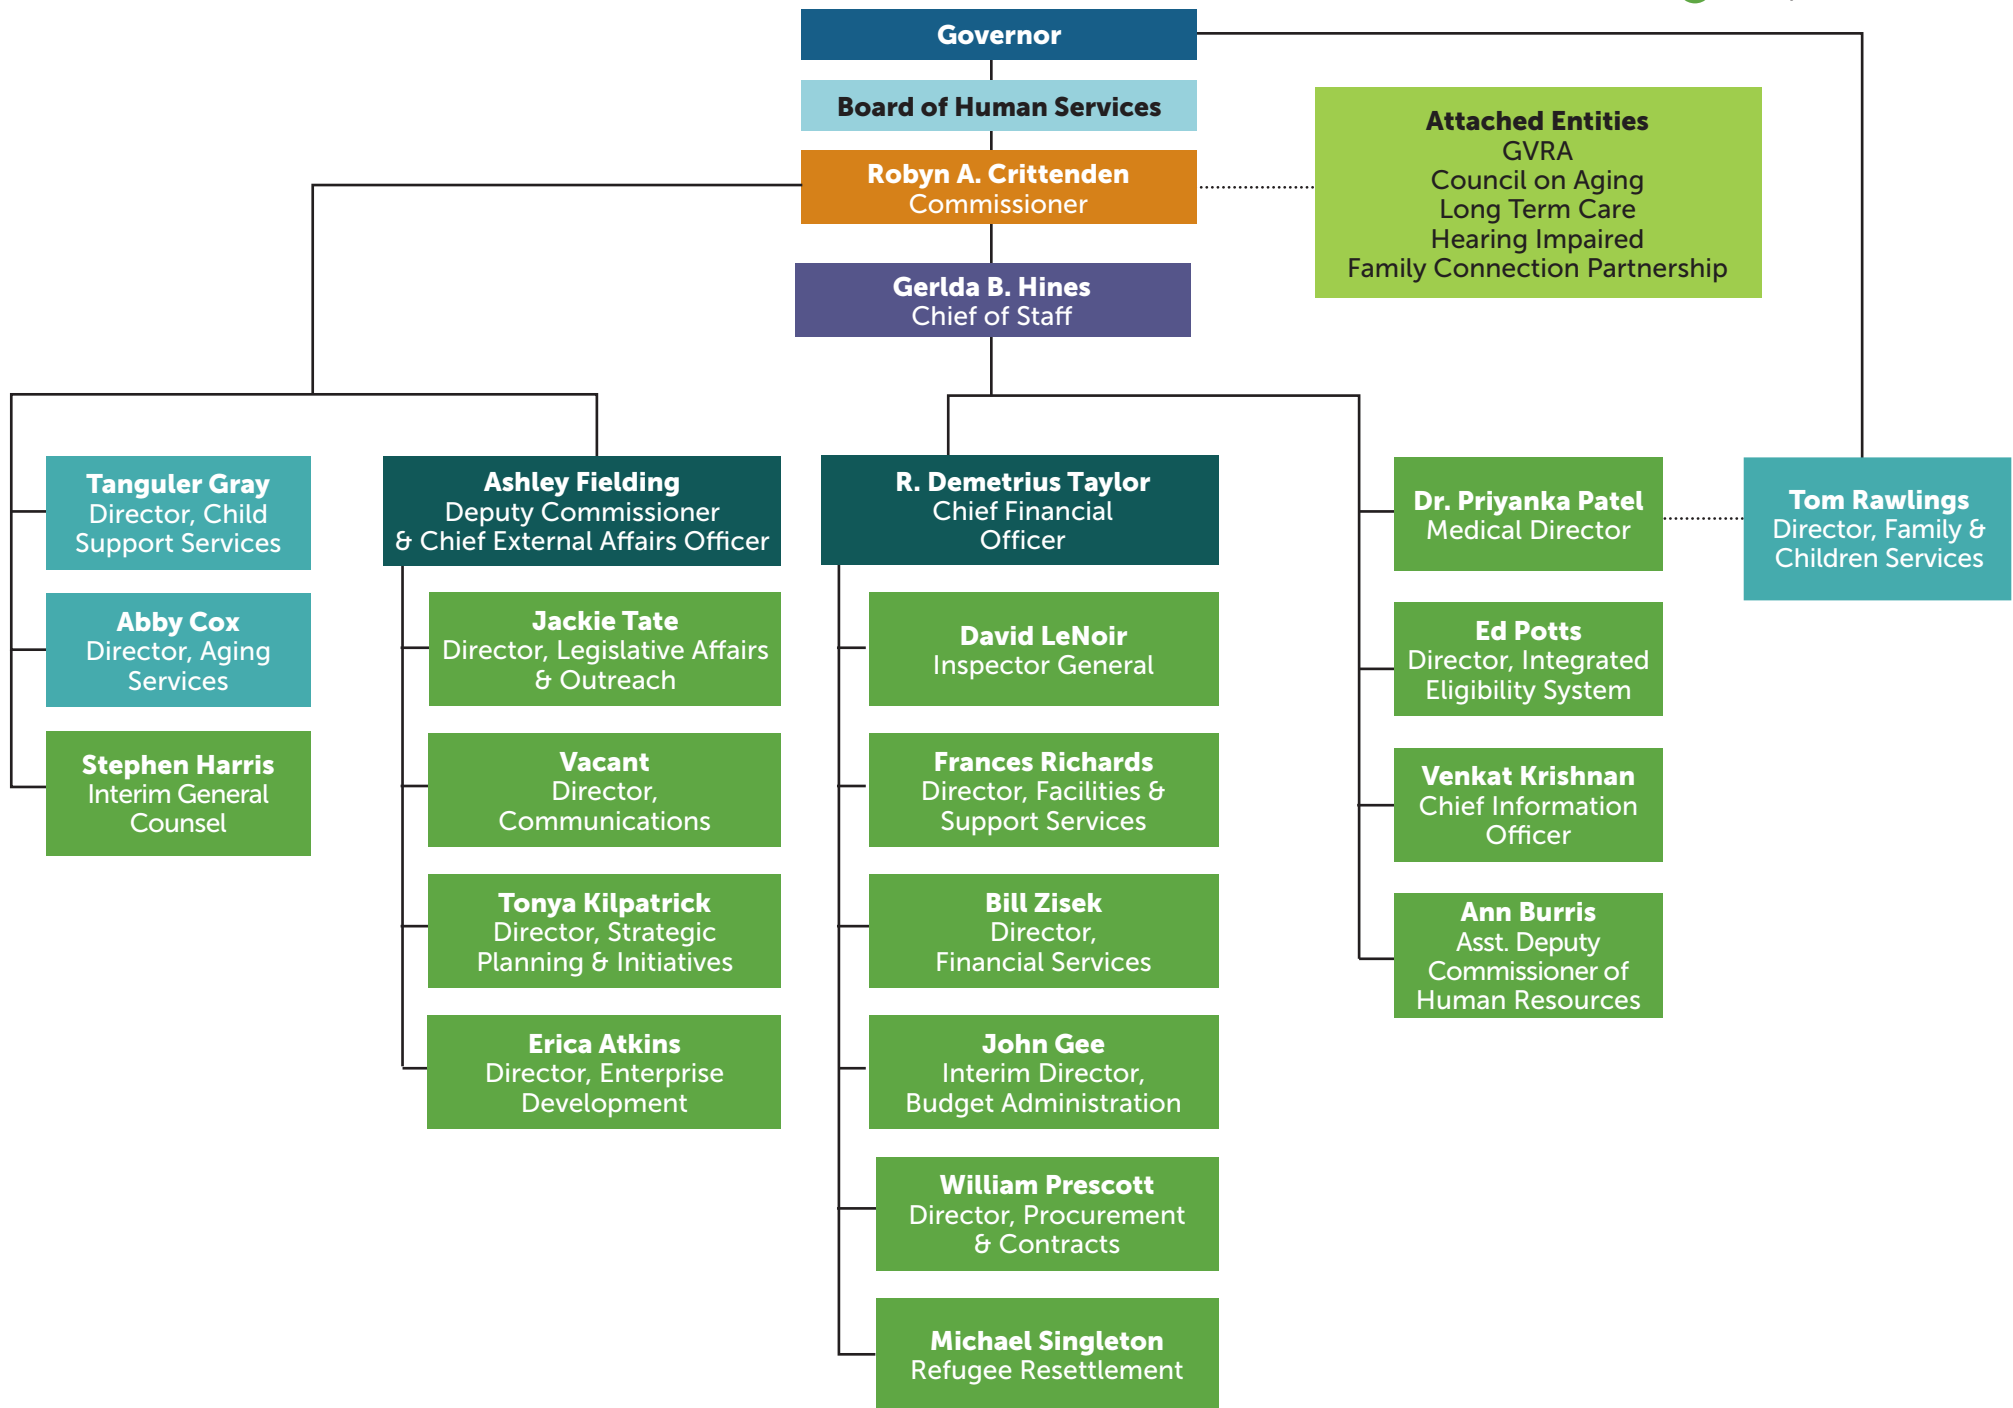 Governor
Board of Human Services
Robyn A. Crittenden
Commissioner
Attached Entities
GVRA
Council on Aging
Long Term Care
Hearing Impaired
Family Connection Partnership
Gerlda B. Hines
Chief of Staff
Tanguler Gray
Director, Child
Support Services
Abby Cox
Director, Aging
Services
Stephen Harris
Interim General
Counsel
Ashley Fielding
Deputy Commissioner
& Chief External Affairs Officer
Jackie Tate
Director, Legislative Affairs
& Outreach
Vacant
Director,
Communications
Tonya Kilpatrick
Director, Strategic
Planning & Initiatives
Erica Atkins
Director, Enterprise
Development
R. Demetrius Taylor
Chief Financial
Officer
David LeNoir
Inspector General
Frances Richards
Director, Facilities &
Support Services
Bill Zisek
Director,
Financial Services
John Gee
Interim Director,
Budget Administration
William Prescott
Director, Procurement
& Contracts
Michael Singleton
Refugee Resettlement
Dr. Priyanka Patel
Medical Director
Ed Potts
Director, Integrated
Eligibility System
Venkat Krishnan
Chief Information
Officer
Ann Burris
Asst. Deputy
Commissioner of
Human Resources
Tom Rawlings
Director, Family &
Children Services